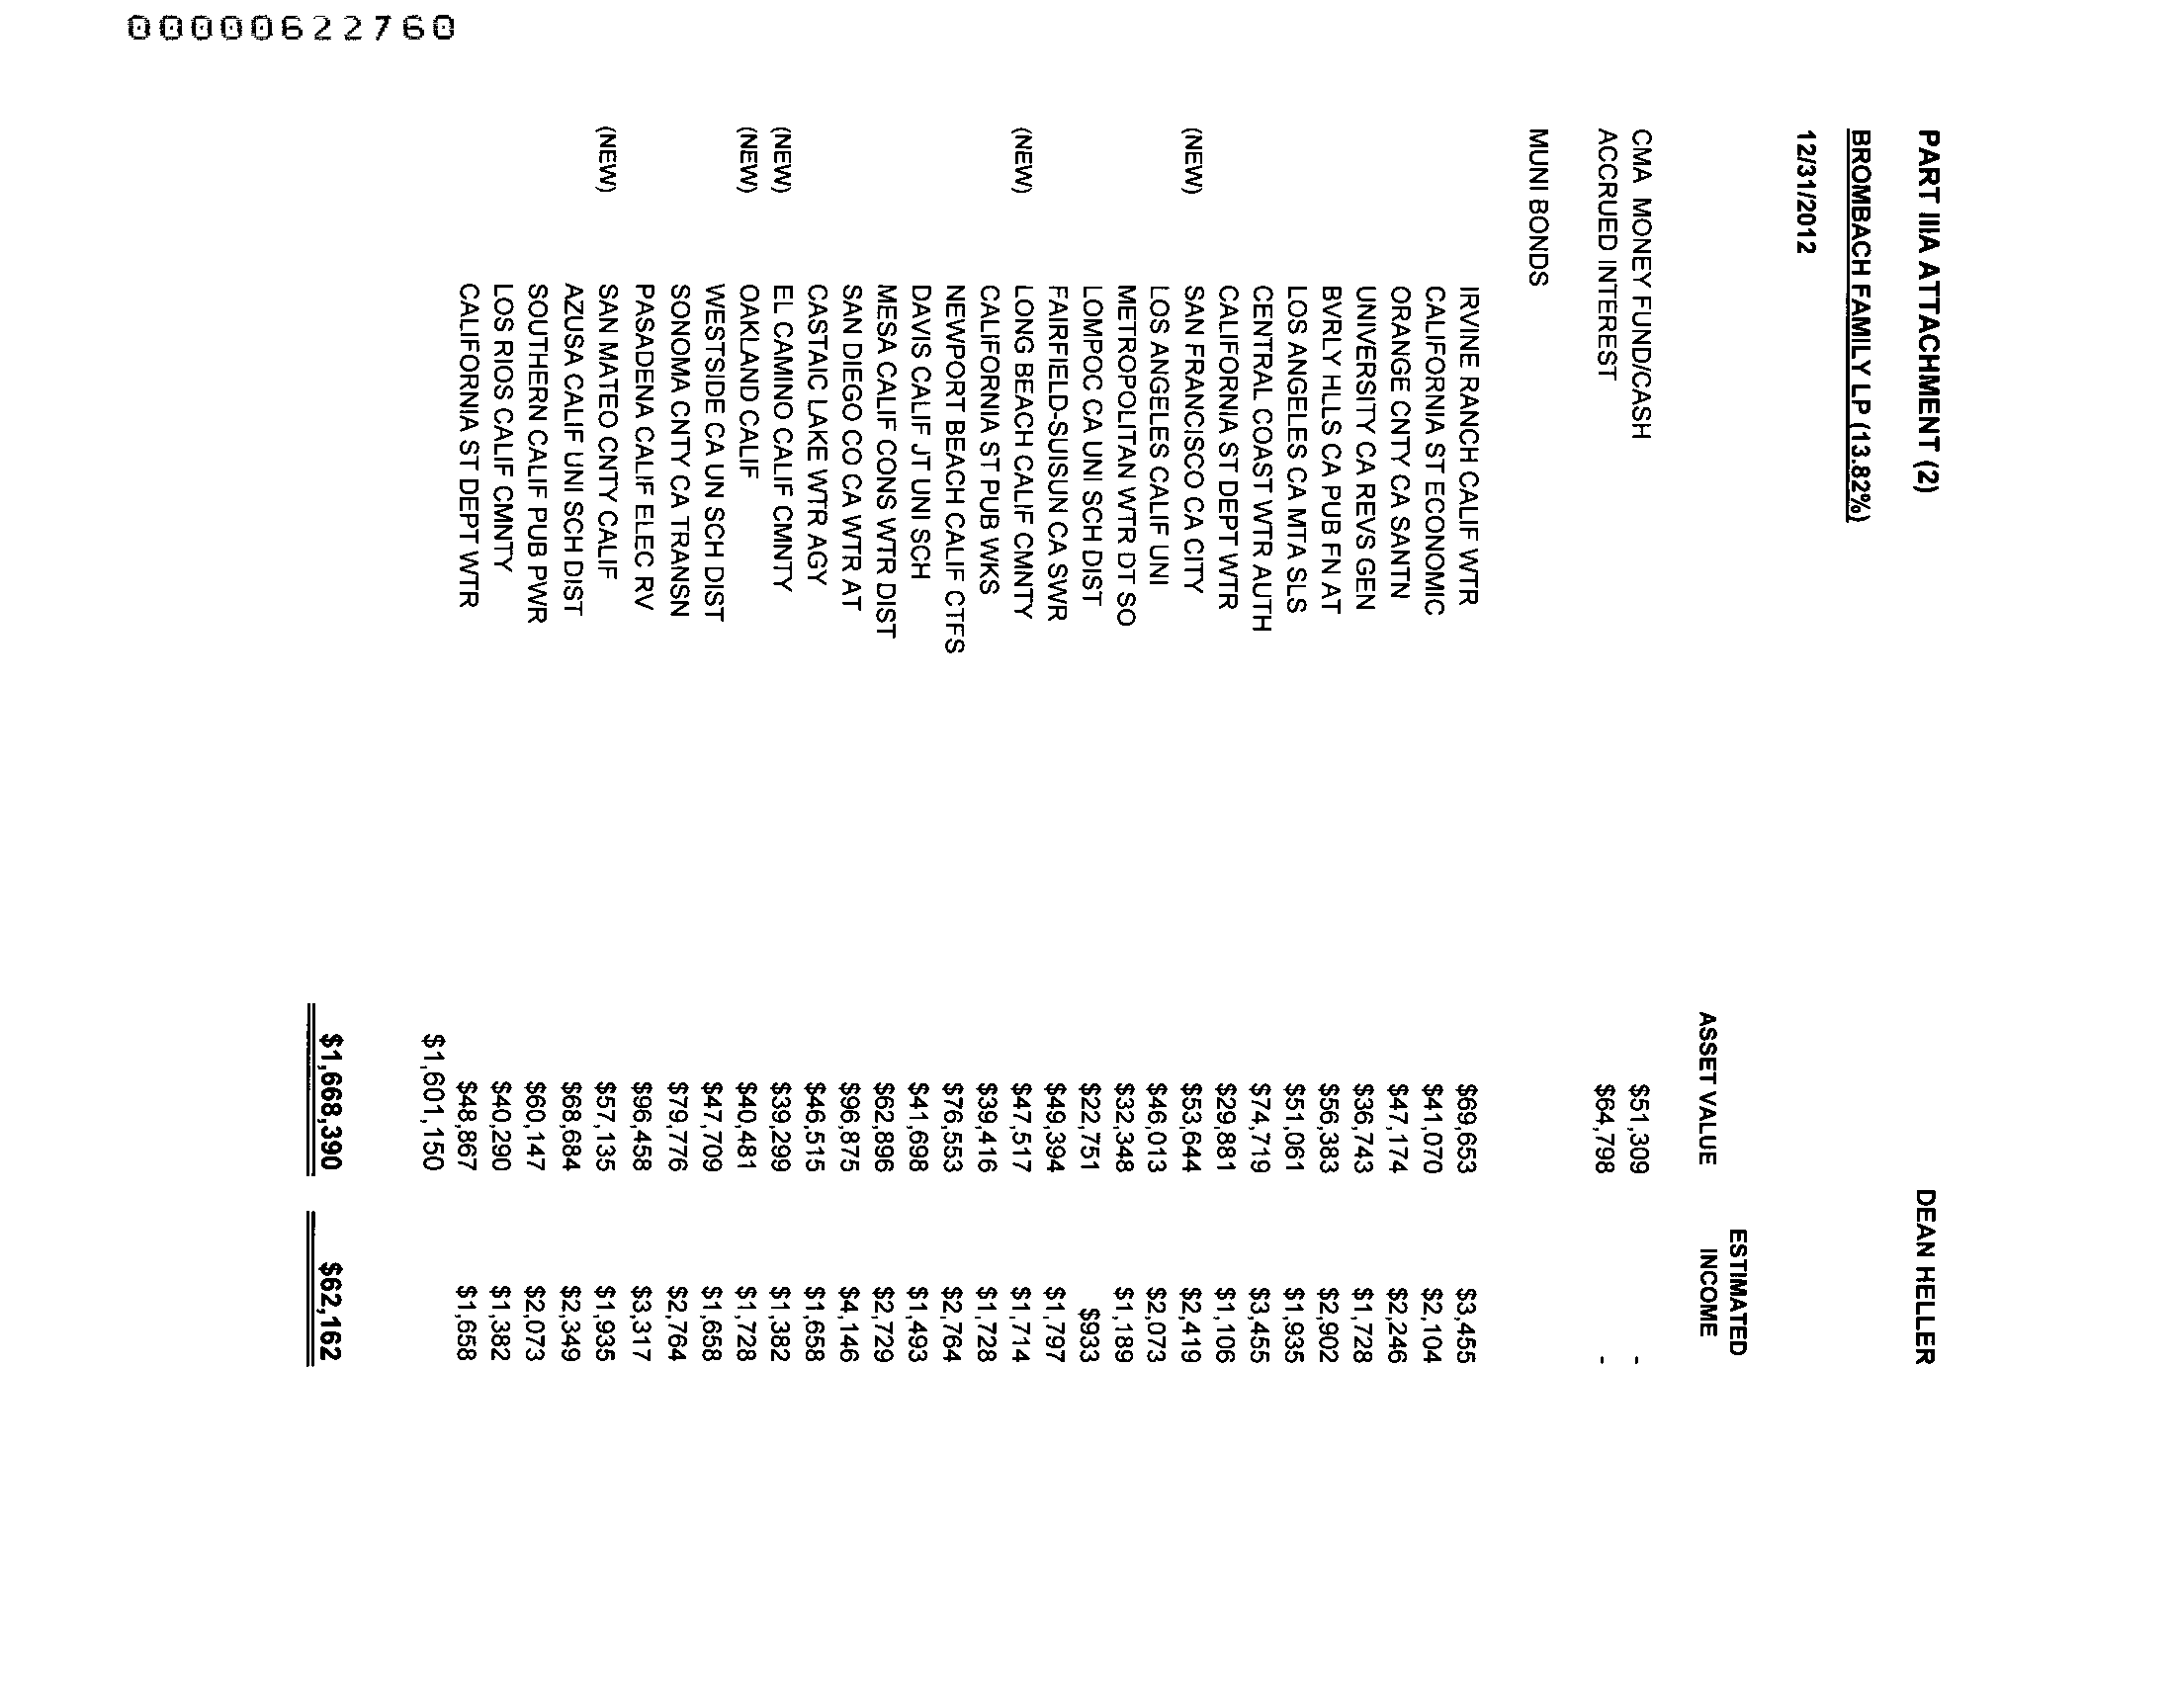 PART IIIA ATTACHMENT (2) DEAN HELLER
BROMBACH FAMILY LP (13.82%)
12/31/2012
ESTIMATED
ASSET VALUE INCOME
CMA MONEY FUND/CASH $51,309 -
ACCRUED INTEREST $64,798 -
MUNI BONDS
IRVINE RANCH CALIF WTR $69,653 $3,455
CALIFORNIA ST ECONOMIC $41,070 $2,104
ORANGE CNTY CA SANTN $47,174 $2,246
UNIVERSITY CA REVS GEN $36,743 $1,728
BVRLY HLLS CA PUB FN AT $56,383 $2,902
LOS ANGELES CA MTA SLS $51,061 $1,935
CENTRAL COAST WTR AUTH $74,719 $3,455
CALIFORNIA ST DEPT WTR $29,881 $1,106
(NEW) SAN FRANCISCO CA CITY $53,644 $2,419
LOS ANGELES CALIF UNI $46,013 $2,073
METROPOLITAN WTR DT SO $32,348 $1,189
LOMPOC CA UNI SCH DIST $22,751 $933
FAIRFIELD-SUISUN CA SWR $49,394 $1,797
(NEW) LONG BEACH CALIF CMNTY $47,517 $1,714
CALIFORNIA ST PUB WKS $39,416 $1,728
NEWPORT BEACH CALIF CTFS $76,553 $2,764
DAVIS CALIF JT UNI SCH $41,698 $1,493
MESA CALIF CONS WTR DIST $62,896 $2,729
SAN DIEGO CO CA WTR AT $96,875 $4,146
CASTAIC LAKE WTR AGY $46,515 $1,658
(NEW) EL CAMINO CALIF CMNTY $39,299 $1,382
(NEW) OAKLAND CALIF $40,481 $1,728
WESTSIDE CA UN SCH DIST $47,709 $1,658
SONOMA CNTY CA TRANSN $79,776 $2,764
PASADENA CALIF ELEC RV $96,458 $3,317
(NEW) SAN MATEO CNTY CALIF $57,135 $1,935
AZUSA CALIF UNI SCH DIST $68,684 $2,349
SOUTHERN CALIF PUB PWR $60,147 $2,073
LOS RIOS CALIF CMNTY $40,290 $1,382
CALIFORNIA ST DEPT WTR $48,867 $1,658
$1,601,150
$1,668,390 $62,162
00000622760